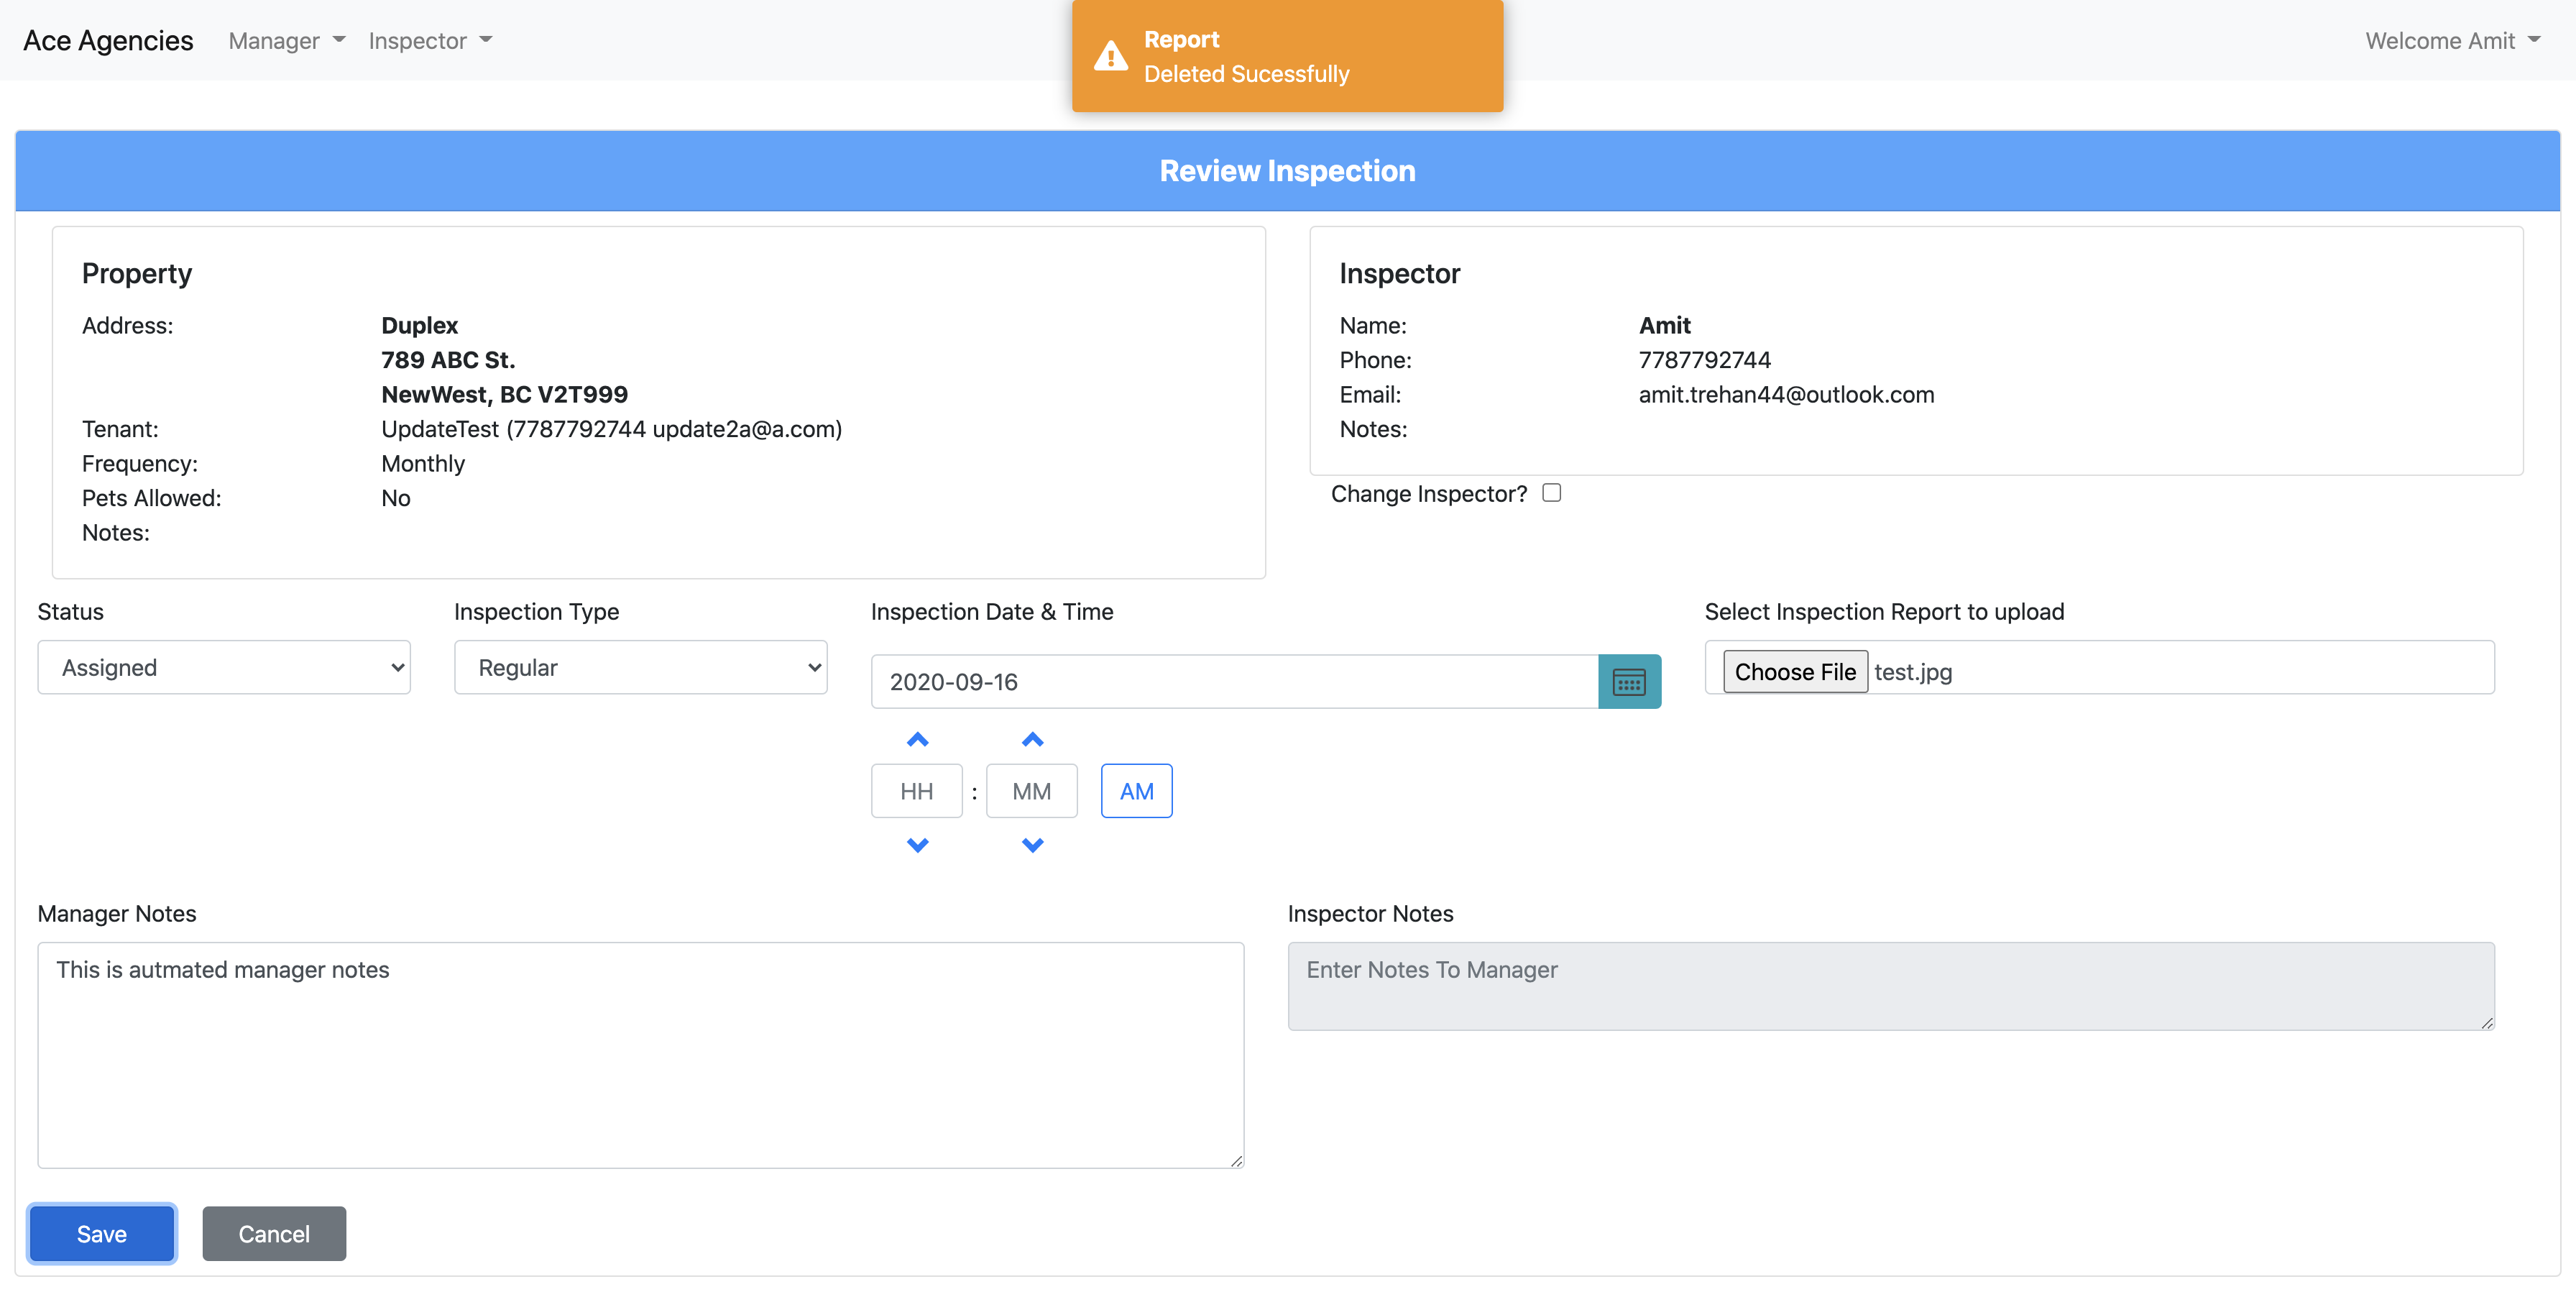 Ace Agencies Manager Inspector Welcome Amit
Report
Deleted Sucessfully
Review Inspection
Property
Address: Duplex
789 ABC St.
NewWest, BC V2T999
Tenant: UpdateTest (7787792744 update2a@a.com)
Frequency: Monthly
Pets Allowed: No
Notes:
Inspector
Name: Amit
Phone: 7787792744
Email: amit.trehan44@outlook.com
Notes:
Change Inspector?
Status
Assigned
Inspection Type
Regular
Inspection Date & Time
2020-09-16
HH : MM AM
Select Inspection Report to upload
Choose File test.jpg
Manager Notes
This is autmated manager notes
Inspector Notes
Enter Notes To Manager
Save Cancel